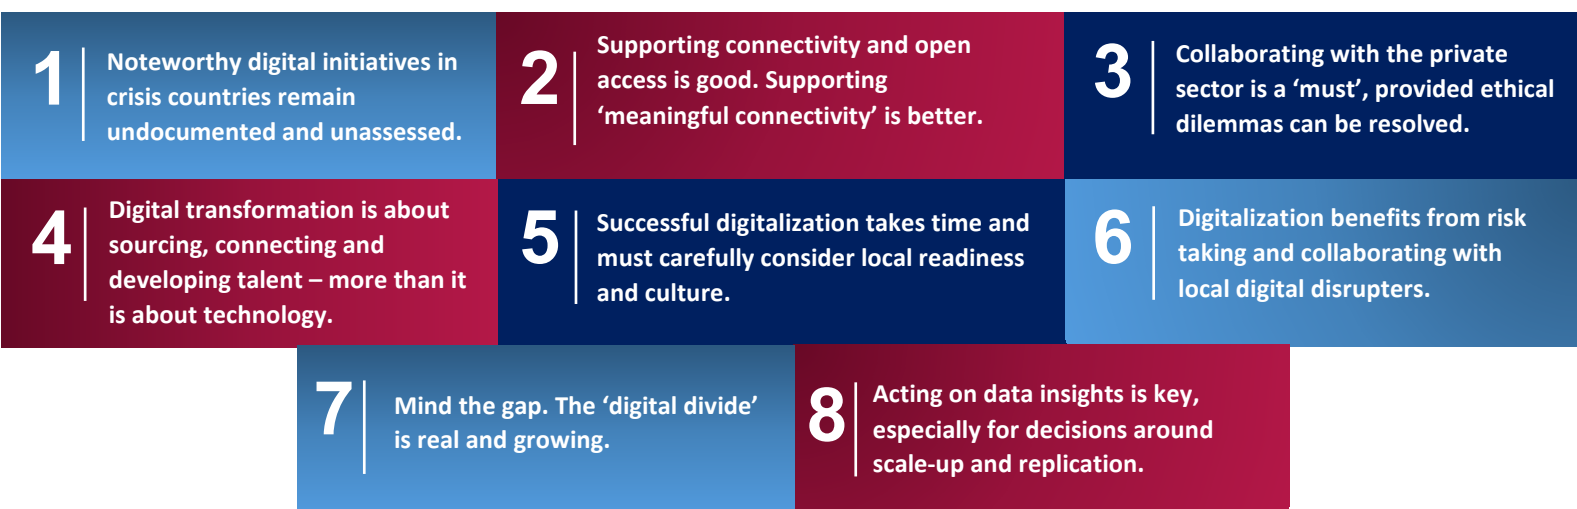 1
Noteworthy digital initiatives in
crisis countries remain
undocumented and unassessed.
2
Supporting connectivity and open
access is good. Supporting
‘meaningful connectivity’ is better.
3
Collaborating with the private
sector is a ‘must’, provided ethical
dilemmas can be resolved.
4
Digital transformation is about
sourcing, connecting and
developing talent – more than it
is about technology.
5
Successful digitalization takes time and
must carefully consider local readiness
and culture.
6
Digitalization benefits from risk
taking and collaborating with
local digital disrupters.
7
Mind the gap. The ‘digital divide’
is real and growing.
8
Acting on data insights is key,
especially for decisions around
scale-up and replication.